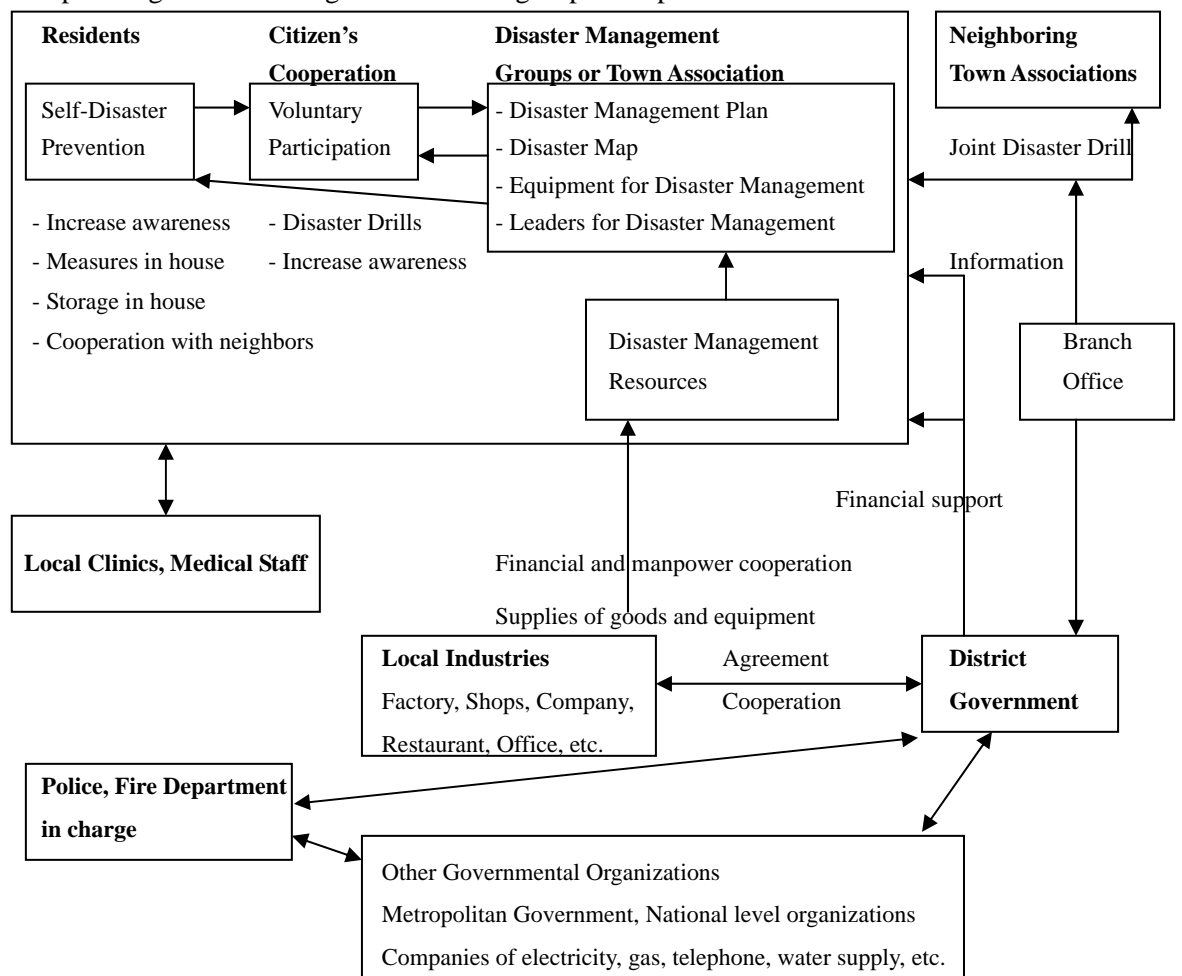 Residents
Citizen's
Cooperation
Disaster Management
Groups or Town Association
Neighboring
Town Associations
Self-Disaster
Prevention
Voluntary
Participation
- Disaster Management Plan
- Disaster Map
- Equipment for Disaster Management
- Leaders for Disaster Management
Joint Disaster Drill
- Increase awareness
- Measures in house
- Storage in house
- Cooperation with neighbors
- Disaster Drills
- Increase awareness
Information
Disaster Management
Resources
Branch
Office
Financial support
Local Clinics, Medical Staff
Financial and manpower cooperation
Supplies of goods and equipment
Local Industries
Factory, Shops, Company,
Restaurant, Office, etc.
Agreement
Cooperation
District
Government
Police, Fire Department
in charge
Other Governmental Organizations
Metropolitan Government, National level organizations
Companies of electricity, gas, telephone, water supply, etc.